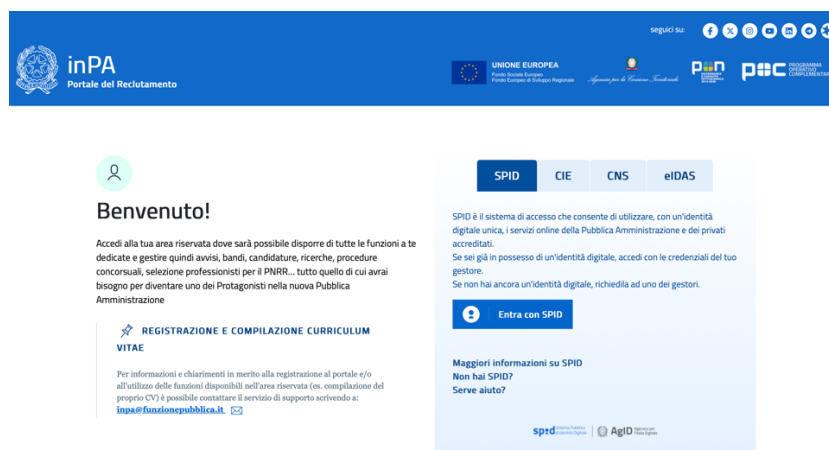 seguici su:
inPA
Portale del Reclutamento
UNIONE EUROPEA
Fondo Sociale Europeo
Fondo Europeo di Sviluppo Regionale
Agenzia per la Coesione Territoriale
PON
POC PROGRAMMA
OPERATIVO
COMPLEMENTARE
Benvenuto!
Accedi alla tua area riservata dove sarà possibile disporre di tutte le funzioni a te
dedicate e gestire quindi avvisi, bandi, candidature, ricerche, procedure
concorsuali, selezione professionisti per il PNRR... tutto quello di cui avrai
bisogno per diventare uno dei Protagonisti nella nuova Pubblica
Amministrazione
REGISTRAZIONE E COMPILAZIONE CURRICULUM
VITAE
Per informazioni e chiarimenti in merito alla registrazione al portale e/o
all'utilizzo delle funzioni disponibili nell'area riservata (es. compilazione del
proprio CV) è possibile contattare il servizio di supporto scrivendo a:
inpa@funzionepubblica.it
SPID CIE CNS eIDAS
SPID è il sistema di accesso che consente di utilizzare, con un'identità
digitale unica, i servizi online della Pubblica Amministrazione e dei privati
accreditati.
Se sei già in possesso di un'identità digitale, accedi con le credenziali del tuo
gestore.
Se non hai ancora un'identità digitale, richiedila ad uno dei gestori.
Entra con SPID
Maggiori informazioni su SPID
Non hai SPID?
Serve aiuto?
spid
AgID